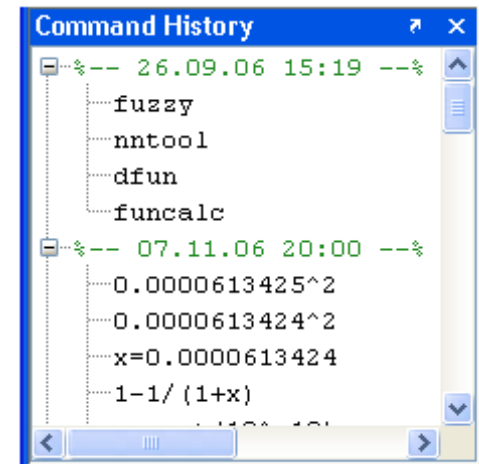 Command History
%-- 26.09.06 15:19 --%
fuzzy
nntool
dfun
funcalc
%-- 07.11.06 20:00 --%
0.0000613425^2
0.0000613424^2
x=0.0000613424
1-1/(1+x)